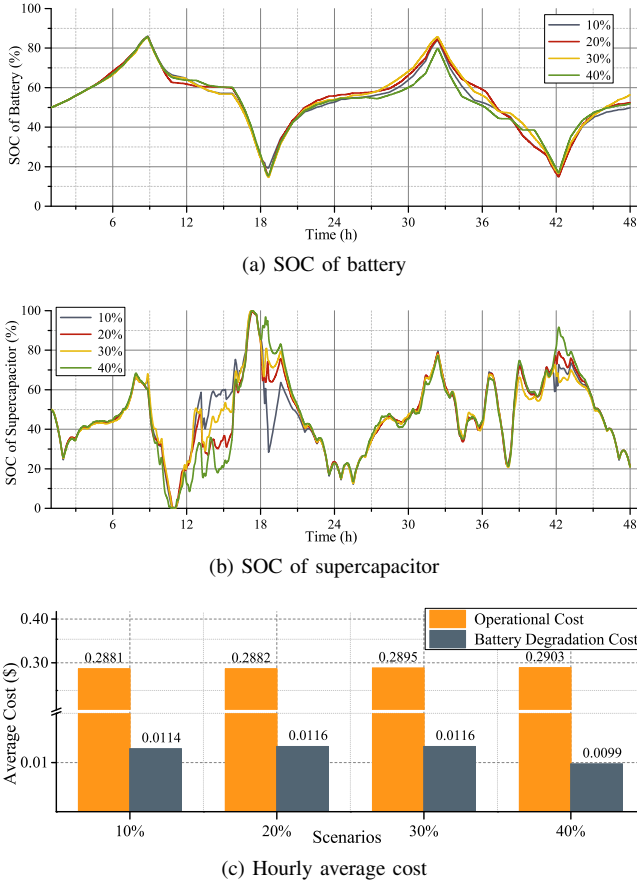 100
80
60
40
20
0
SOC of Battery (%)
10%
20%
30%
40%
6 12 18 24 30 36 42 48
Time (h)
(a) SOC of battery
100
80
60
40
20
0
SOC of Supercapacitor (%)
10%
20%
30%
40%
6 12 18 24 30 36 42 48
Time (h)
(b) SOC of supercapacitor
0.40
0.30
0.01
Average Cost ($)
Operational Cost
Battery Degradation Cost
0.2881 0.2882 0.2895 0.2903
0.0114 0.0116 0.0116 0.0099
10% 20% 30% 40%
Scenarios
(c) Hourly average cost